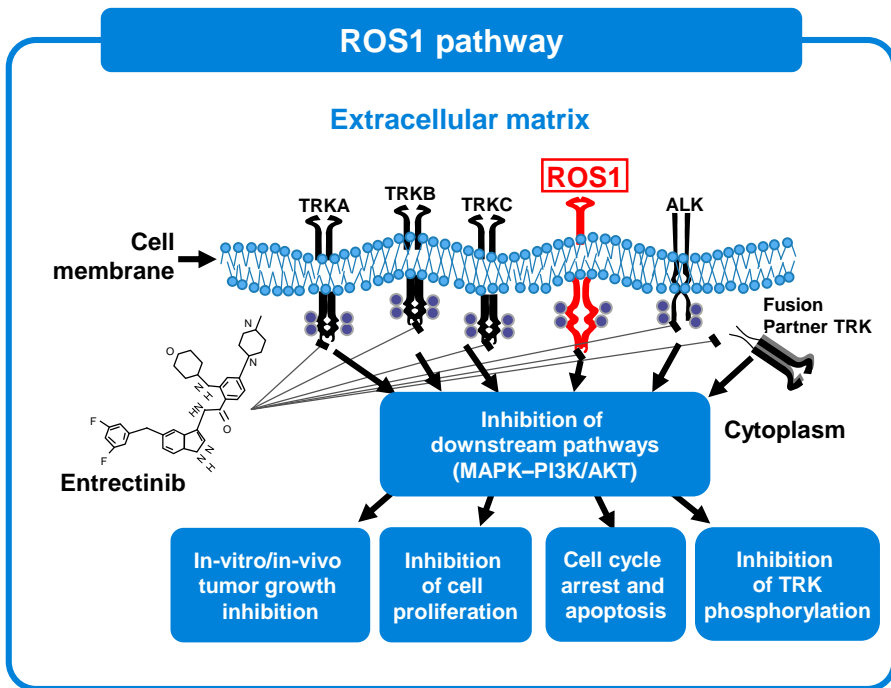 ROS1 pathway
Extracellular matrix
ROS1
TRKA
TRKB
TRKC
ALK
Cell
membrane
Fusion
Partner TRK
N
N
O
N
H
HN
O
F
F
N
N
H
Entrectinib
Cytoplasm
Inhibition of
downstream pathways
(MAPK–PI3K/AKT)
In-vitro/in-vivo
tumor growth
inhibition
Inhibition
of cell
proliferation
Cell cycle
arrest and
apoptosis
Inhibition
of TRK
phosphorylation